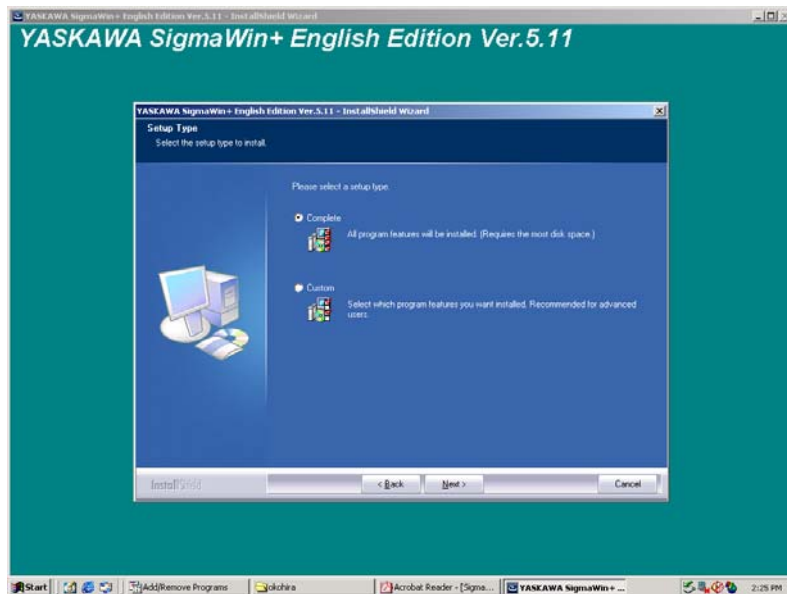 YASKAWA SigmaWin+ English Edition Ver.5.11 - InstallShield Wizard
YASKAWA SigmaWin+ English Edition Ver.5.11
YASKAWA SigmaWin+ English Edition Ver.5.11 - InstallShield Wizard
Setup Type
Select the setup type to install.
Please select a setup type.
Complete
All program features will be installed. (Requires the most disk space.)
Custom
Select which program features you want installed. Recommended for advanced
users.
InstallShield
< Back
Next >
Cancel
Start
Add/Remove Programs
okohira
Acrobat Reader - [Sigma...
YASKAWA SigmaWin+ ...
2:25 PM